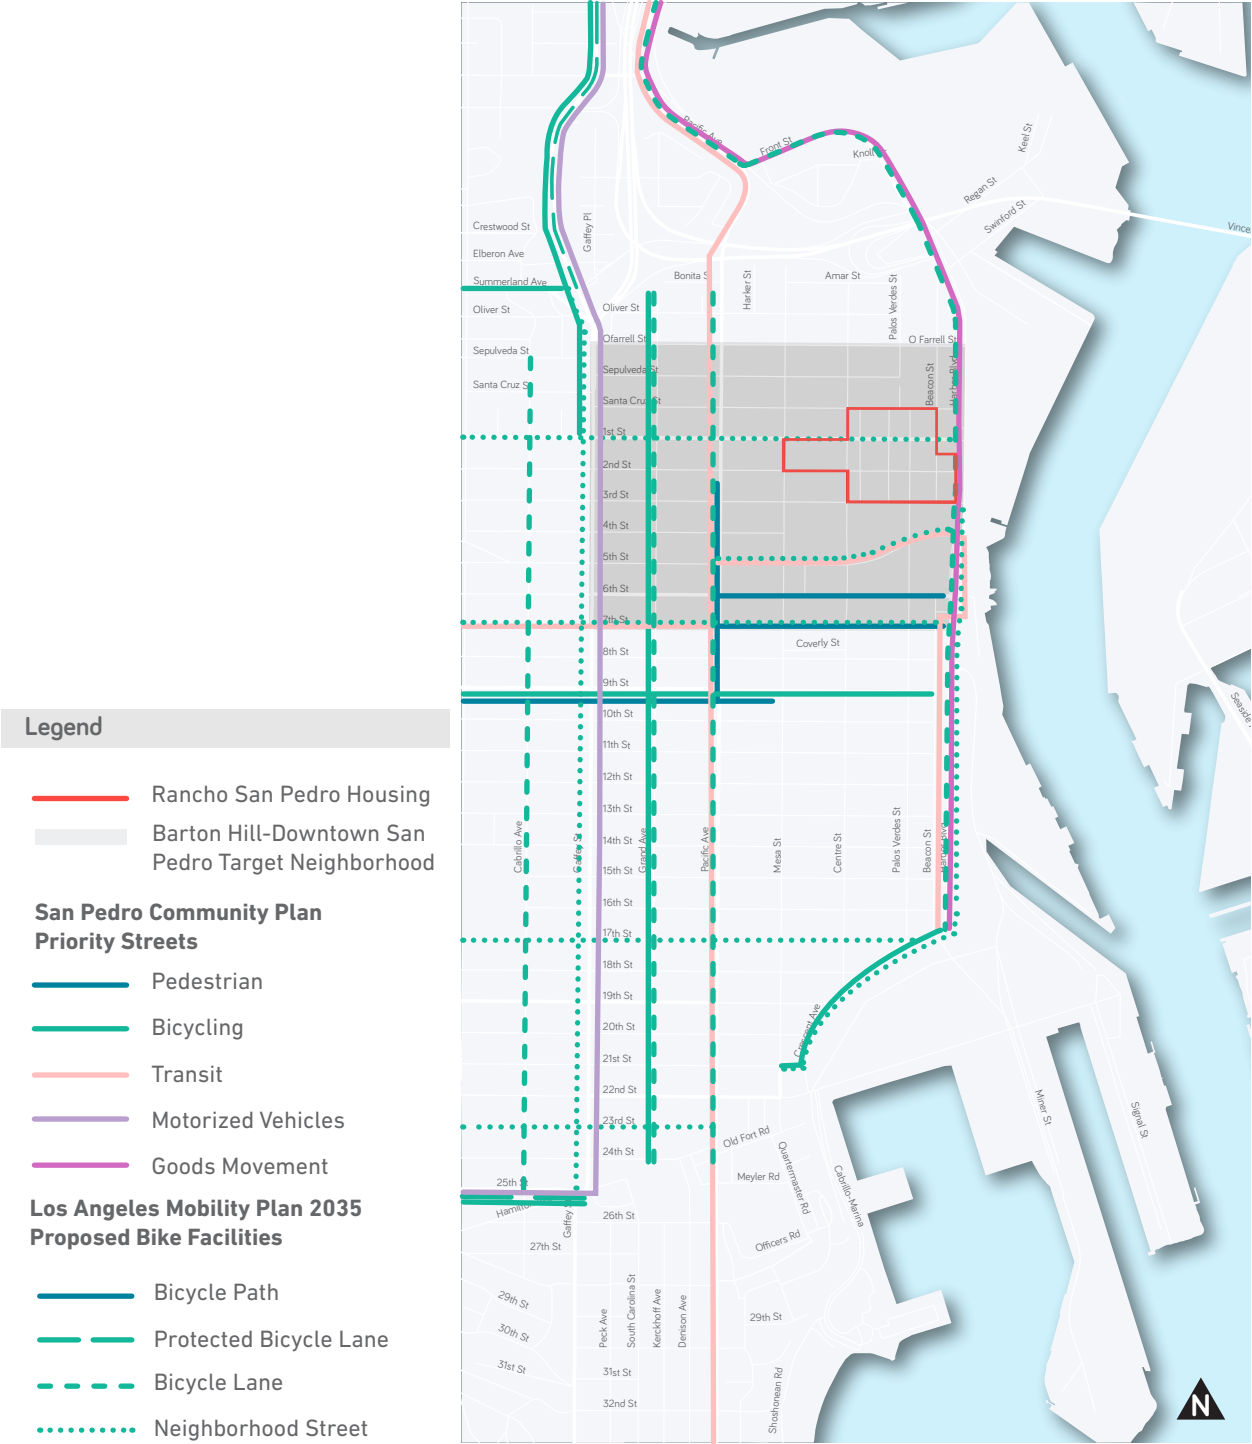 Legend
Rancho San Pedro Housing
Barton Hill-Downtown San
Pedro Target Neighborhood
San Pedro Community Plan
Priority Streets
Pedestrian
Bicycling
Transit
Motorized Vehicles
Goods Movement
Los Angeles Mobility Plan 2035
Proposed Bike Facilities
Bicycle Path
Protected Bicycle Lane
Bicycle Lane
Neighborhood Street
Pacific Ave
Front St
Knoll
Keel St
Regan St
Swinford St
Vince
Crestwood St
Elberon Ave
Summerland Ave
Oliver St
Sepulveda St
Santa Cruz S
Gaffey Pl
Bonita S
Harker St
Amar St
Palos Verdes St
O Farrell St
Beacon St
Harbor Blvd
Oliver St
Ofarrell St
Sepulveda St
Santa Cruz St
1st St
2nd St
3rd St
4th St
5th St
6th St
7th St
8th St
9th St
10th St
11th St
12th St
13th St
14th St
15th St
16th St
17th St
18th St
19th St
20th St
21st St
22nd St
23rd St
24th St
Coverly St
Cabrillo Ave
Gaffey St
Grand Ave
Pacific Ave
Mesa St
Centre St
Palos Verdes St
Beacon St
Harbor Blvd
Seaside
Crescent Ave
Miner St
Signal St
Old Fort Rd
Meyler Rd
Quartermaster Rd
Cabrillo-Marina
Officers Rd
25th St
Hamilton
Gaffey S
26th St
27th St
29th St
30th St
31st St
Peck Ave
South Carolina St
Kerckhoff Ave
Denison Ave
29th St
31st St
32nd St
Shoshonean Rd
N